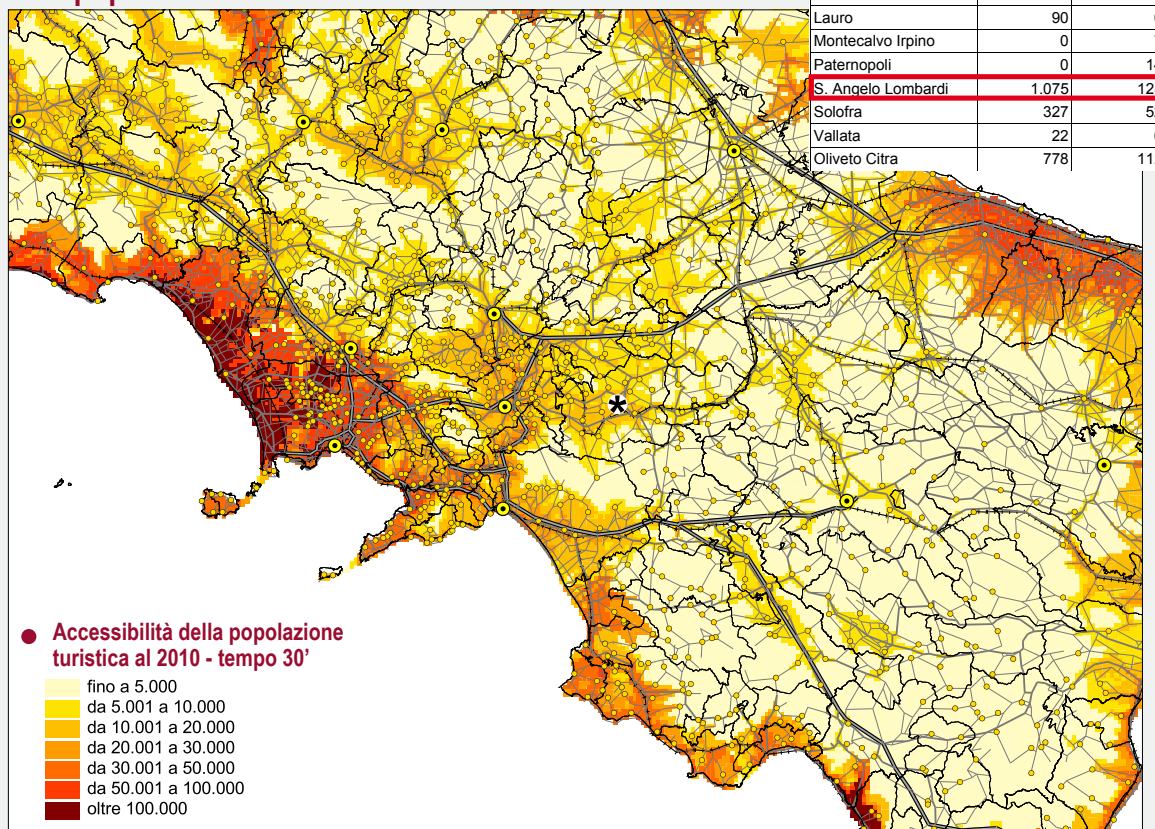 Lauro 90
Montecalvo Irpino 0
Paternopoli 0
S. Angelo Lombardi 1.075 12
Solofra 327
Vallata 22
Oliveto Citra 778 11
*
● Accessibilità della popolazione
turistica al 2010 - tempo 30’
fino a 5.000
da 5.001 a 10.000
da 10.001 a 20.000
da 20.001 a 30.000
da 30.001 a 50.000
da 50.001 a 100.000
oltre 100.000